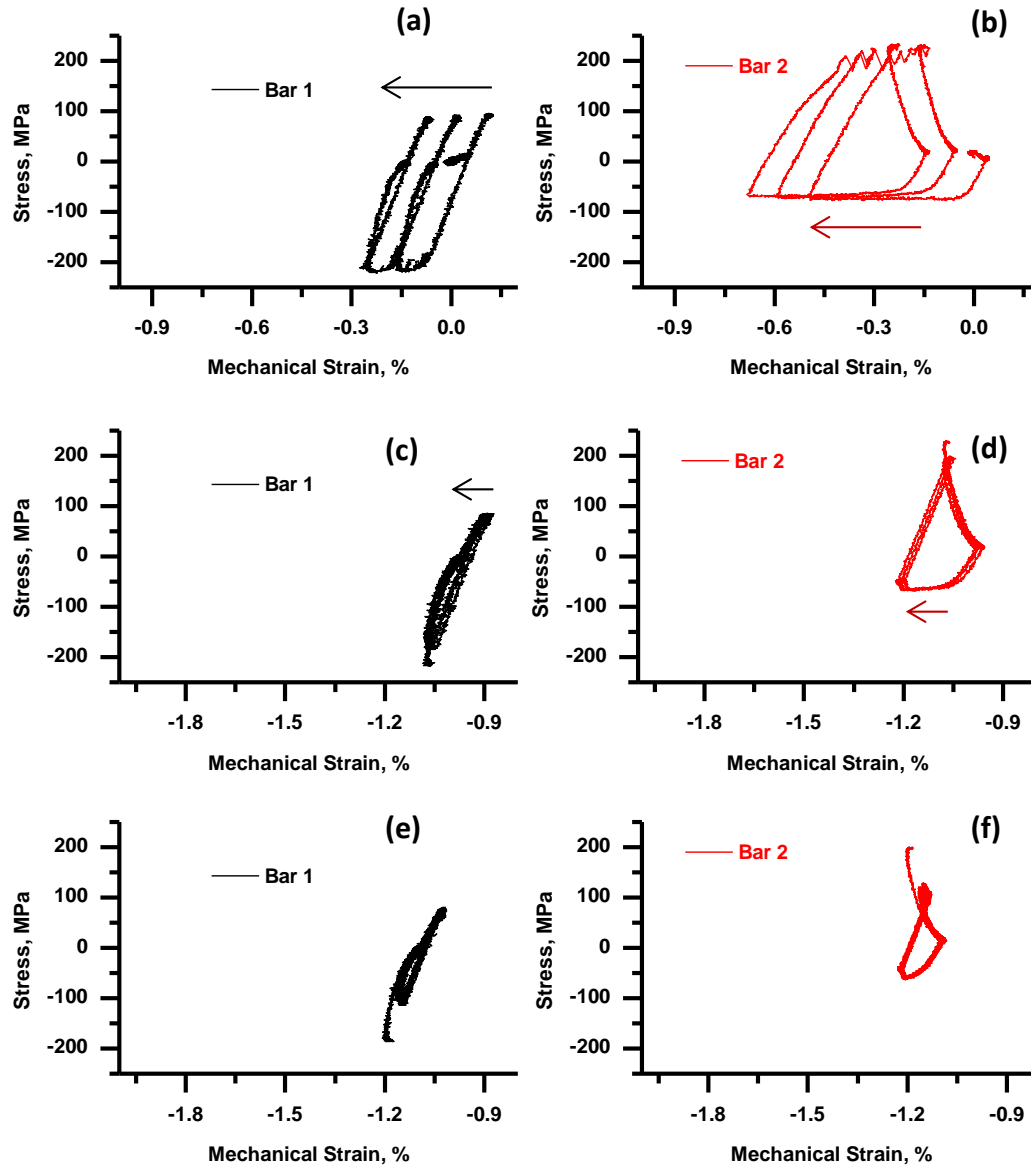 (a)
Bar 1
Stress, MPa
200
100
0
-100
-200
-0.9
-0.6
-0.3
0.0
Mechanical Strain, %
(b)
Bar 2
Stress, MPa
200
100
0
-100
-200
-0.9
-0.6
-0.3
0.0
Mechanical Strain, %
(c)
Bar 1
Stress, MPa
200
100
0
-100
-200
-1.8
-1.5
-1.2
-0.9
Mechanical Strain, %
(d)
Bar 2
Stress, MPa
200
100
0
-100
-200
-1.8
-1.5
-1.2
-0.9
Mechanical Strain, %
(e)
Bar 1
Stress, MPa
200
100
0
-100
-200
-1.8
-1.5
-1.2
-0.9
Mechanical Strain, %
(f)
Bar 2
Stress, MPa
200
100
0
-100
-200
-1.8
-1.5
-1.2
-0.9
Mechanical Strain, %